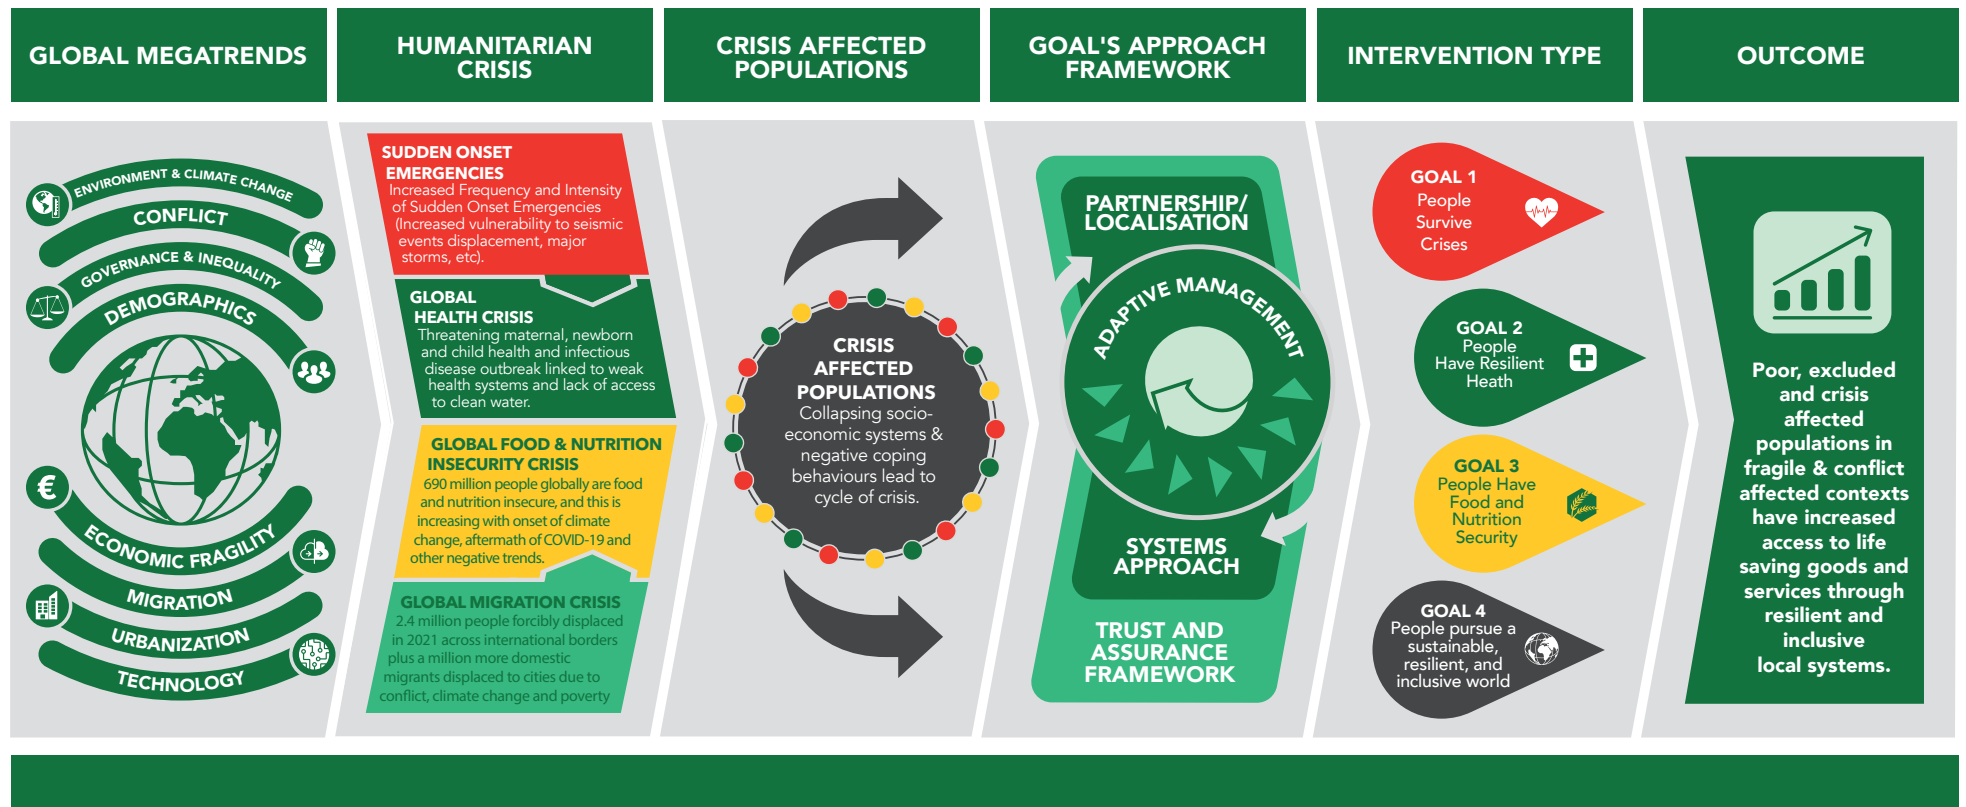 GLOBAL MEGATRENDS
HUMANITARIAN
CRISIS
CRISIS AFFECTED
POPULATIONS
GOAL'S APPROACH
FRAMEWORK
INTERVENTION TYPE
OUTCOME
ENVIRONMENT & CLIMATE CHANGE
CONFLICT
GOVERNANCE & INEQUALITY
DEMOGRAPHICS
€
ECONOMIC FRAGILITY
MIGRATION
URBANIZATION
TECHNOLOGY
SUDDEN ONSET
EMERGENCIES
Increased Frequency and Intensity
of Sudden Onset Emergencies
(Increased vulnerability to seismic
events displacement, major
storms, etc).
GLOBAL
HEALTH CRISIS
Threatening maternal, newborn
and child health and infectious
disease outbreak linked to weak
health systems and lack of access
to clean water.
GLOBAL FOOD & NUTRITION
INSECURITY CRISIS
690 million people globally are food
and nutrition insecure, and this is
increasing with onset of climate
change, aftermath of COVID-19 and
other negative trends.
GLOBAL MIGRATION CRISIS
2.4 million people forcibly displaced
in 2021 across international borders
plus a million more domestic
migrants displaced to cities due to
conflict, climate change and poverty
CRISIS
AFFECTED
POPULATIONS
Collapsing socio-
economic systems &
negative coping
behaviours lead to
cycle of crisis.
PARTNERSHIP/
LOCALISATION
ADAPTIVE MANAGEMENT
SYSTEMS
APPROACH
TRUST AND
ASSURANCE
FRAMEWORK
GOAL 1
People
Survive
Crises
GOAL 2
People
Have Resilient
Heath
GOAL 3
People Have
Food and
Nutrition
Security
GOAL 4
People pursue a
sustainable,
resilient, and
inclusive world
Poor, excluded
and crisis
affected
populations in
fragile & conflict
affected contexts
have increased
access to life
saving goods and
services through
resilient and
inclusive
local systems.